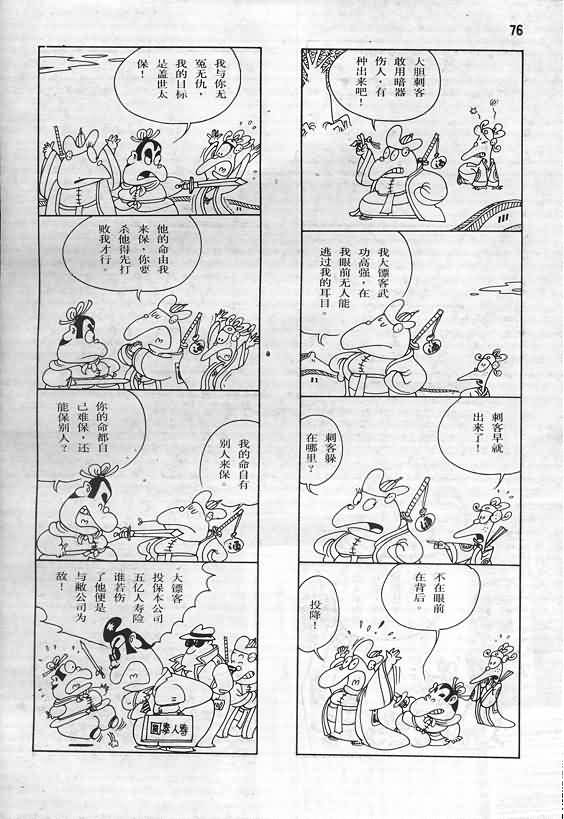 76
大胆刺客
敢用暗器
伤人，有
种出来吧！
我大镖客武
功高强，在
我眼前无人能
逃过我的耳目。
刺客早就
出来了！
刺客躲
在哪里？
不在眼前
在背后。
投降！
我与你无
冤无仇，
我的目标
是盖世太
保！
他的命由我
来保，你要
杀他得先打
败我才行。
你的命都自
己难保，还
能保别人？
我的命自有
别人来保。
大镖客
投保本公司
五亿人寿险
谁若伤
了他便是
与敝公司为
敌！